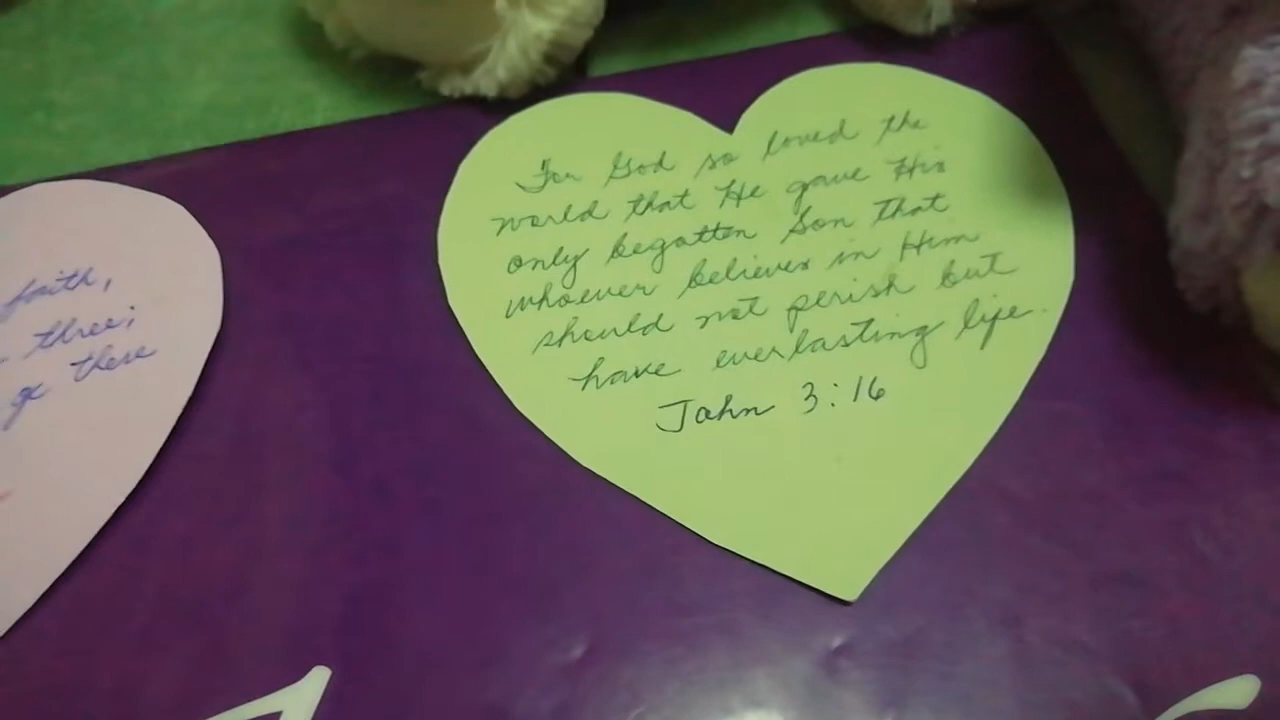 faith,
three;
these
For God so loved the
world that He gave His
only begotten Son that
whoever believes in Him
should not perish but
have everlasting life.
John 3:16